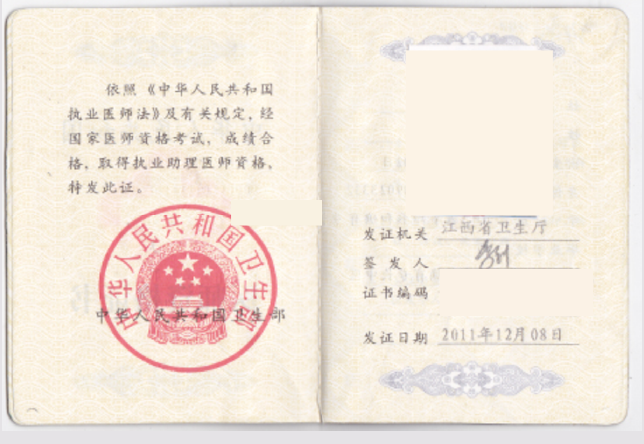 依照《中华人民共和国
执业医师法》及有关规定,经
国家医师资格考试,成绩合
格,取得执业助理医师资格,
特发此证。
中华人民共和国卫生部
中华人民共和国卫生部
发证机关 江西省卫生厅
签发人
证书编码
发证日期 2011年12月08日